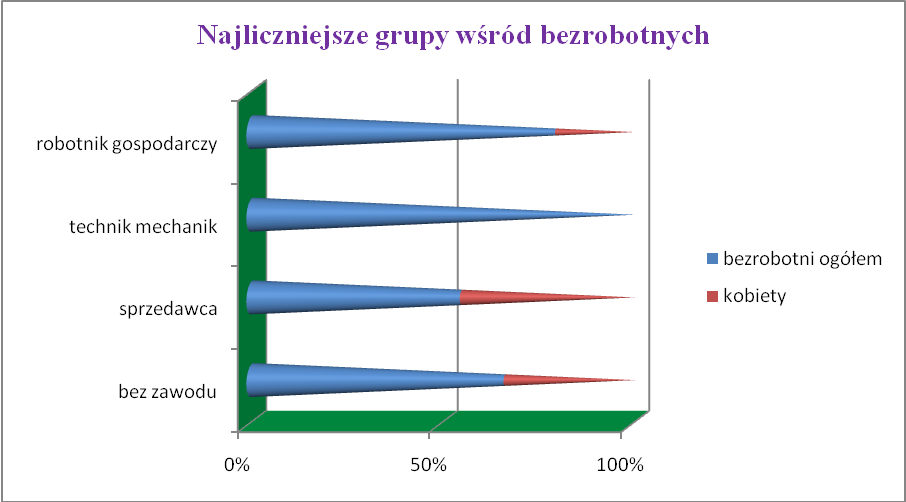 Najliczniejsze grupy wśród bezrobotnych
robotnik gospodarczy
technik mechanik
sprzedawca
bez zawodu
0% 50% 100%
bezrobotni ogółem
kobiety